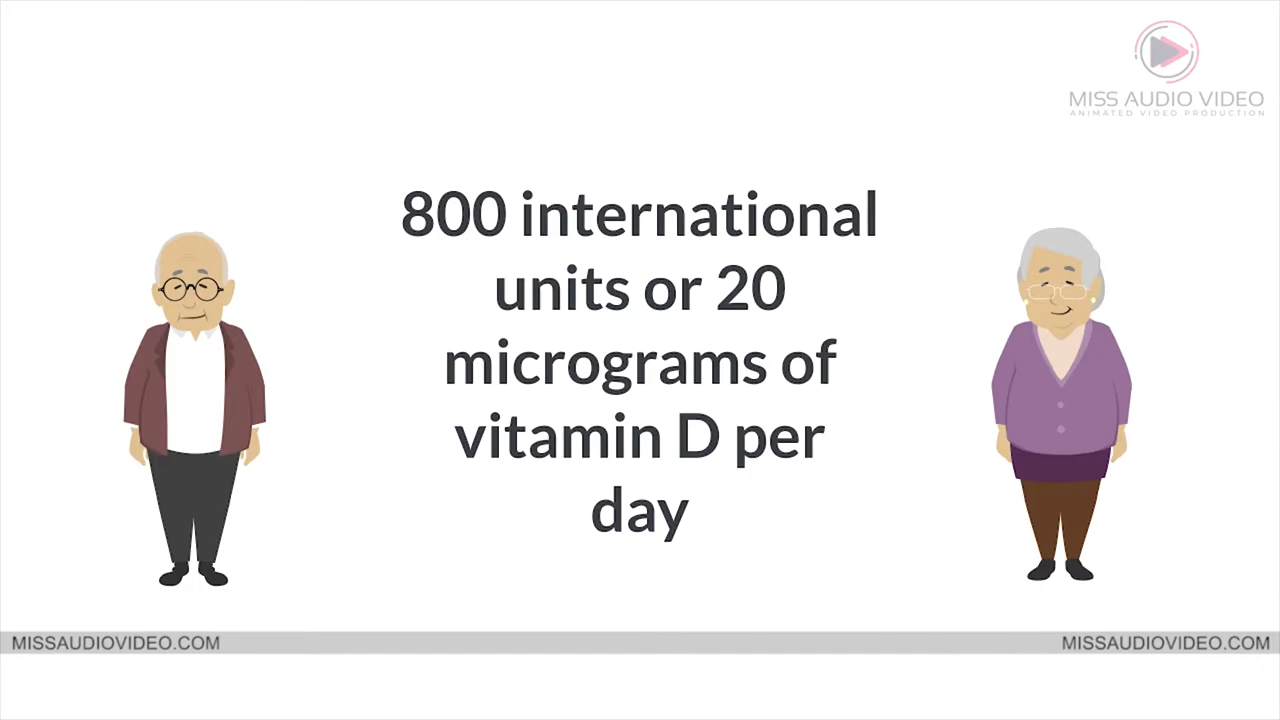 MISS AUDIO VIDEO
ANIMATED VIDEO PRODUCTION
800 international
units or 20
micrograms of
vitamin D per
day
MISSAUDIOVIDEO.COM
MISSAUDIOVIDEO.COM